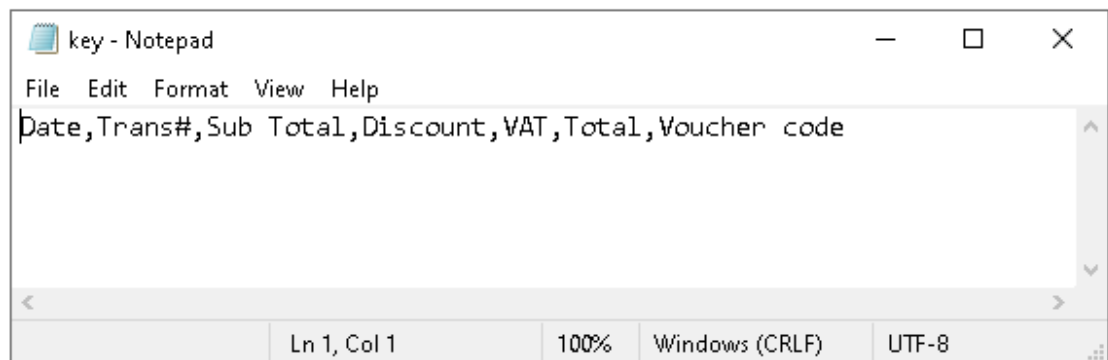 key - Notepad
File Edit Format View Help
Date,Trans#,Sub Total,Discount,VAT,Total,Voucher code
Ln 1, Col 1 100% Windows (CRLF) UTF-8